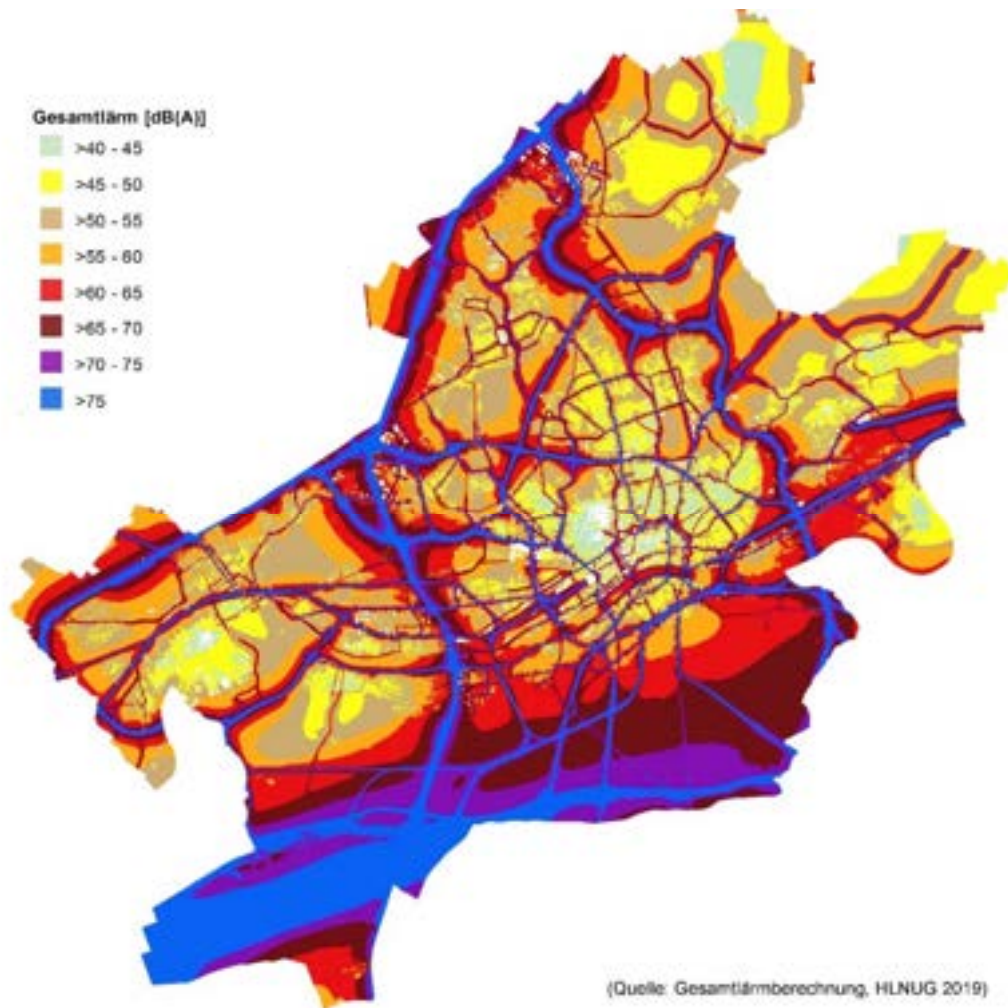 Gesamtlärm [dB(A)]
>40 - 45
>45 - 50
>50 - 55
>55 - 60
>60 - 65
>65 - 70
>70 - 75
>75
(Quelle: Gesamtlärmberechnung, HLNUG 2019)